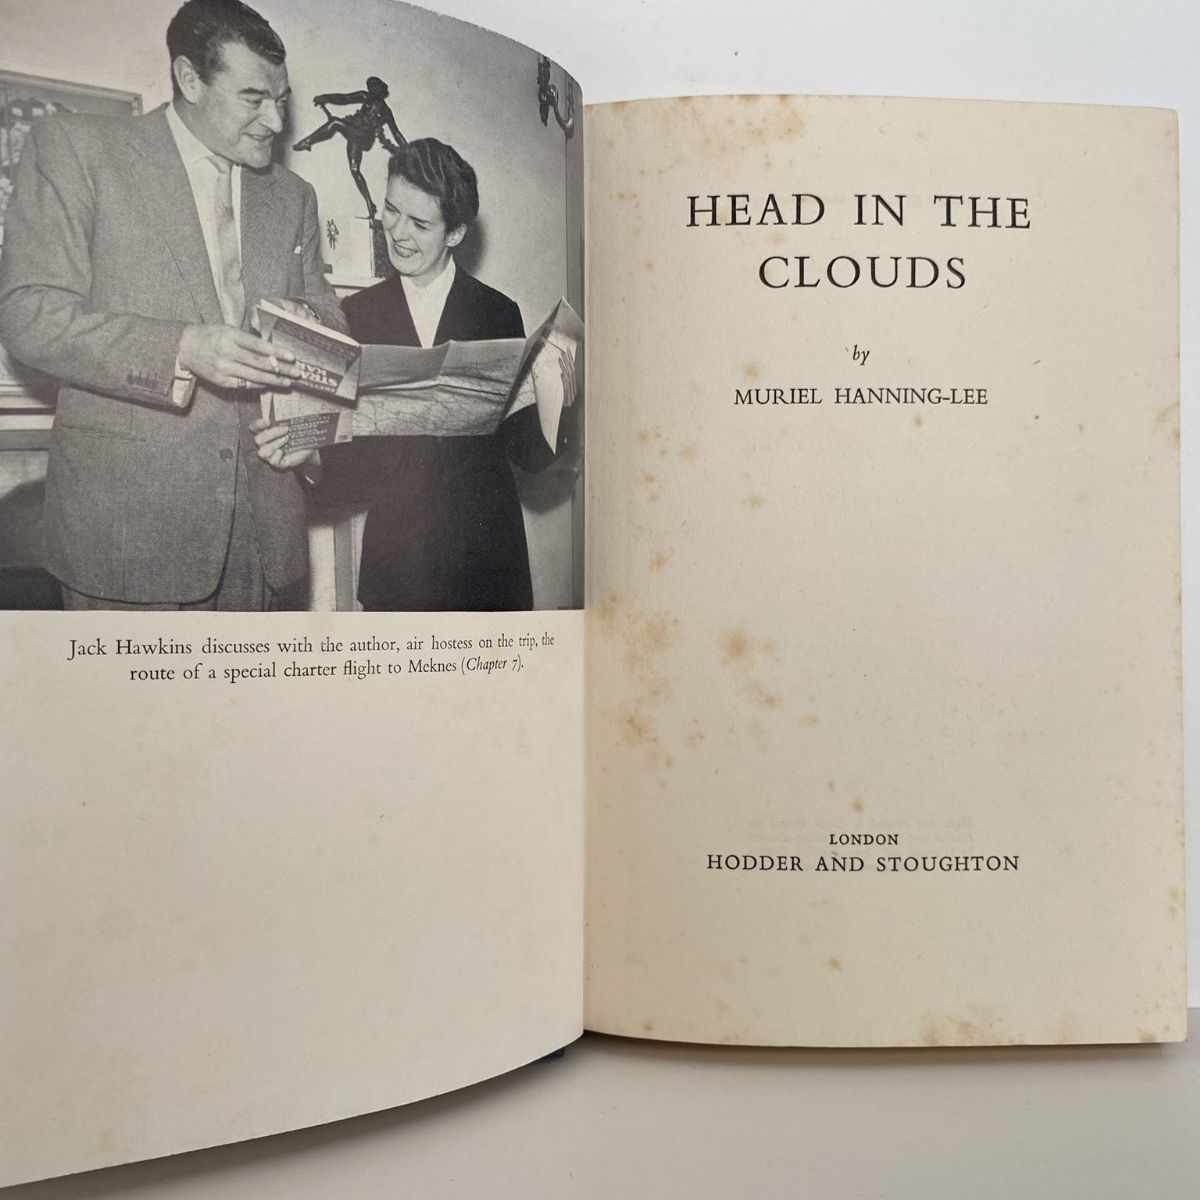 Jack Hawkins discusses with the author, air hostess on the trip, the
route of a special charter flight to Meknes (Chapter 7).
HEAD IN THE
CLOUDS
by
MURIEL HANNING-LEE
LONDON
HODDER AND STOUGHTON